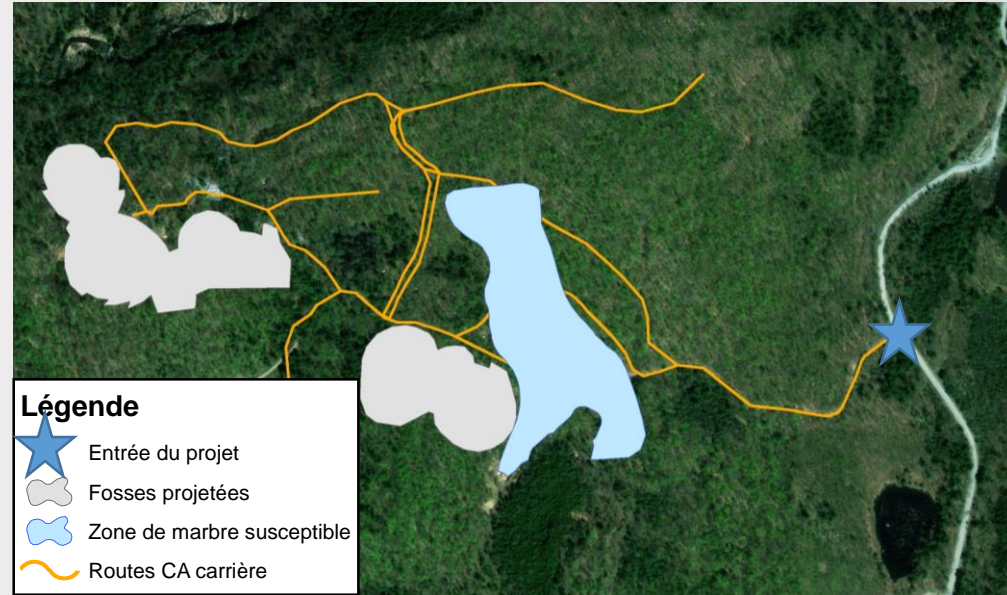 Légende
Entrée du projet
Fosses projetées
Zone de marbre susceptible
Routes CA carrière